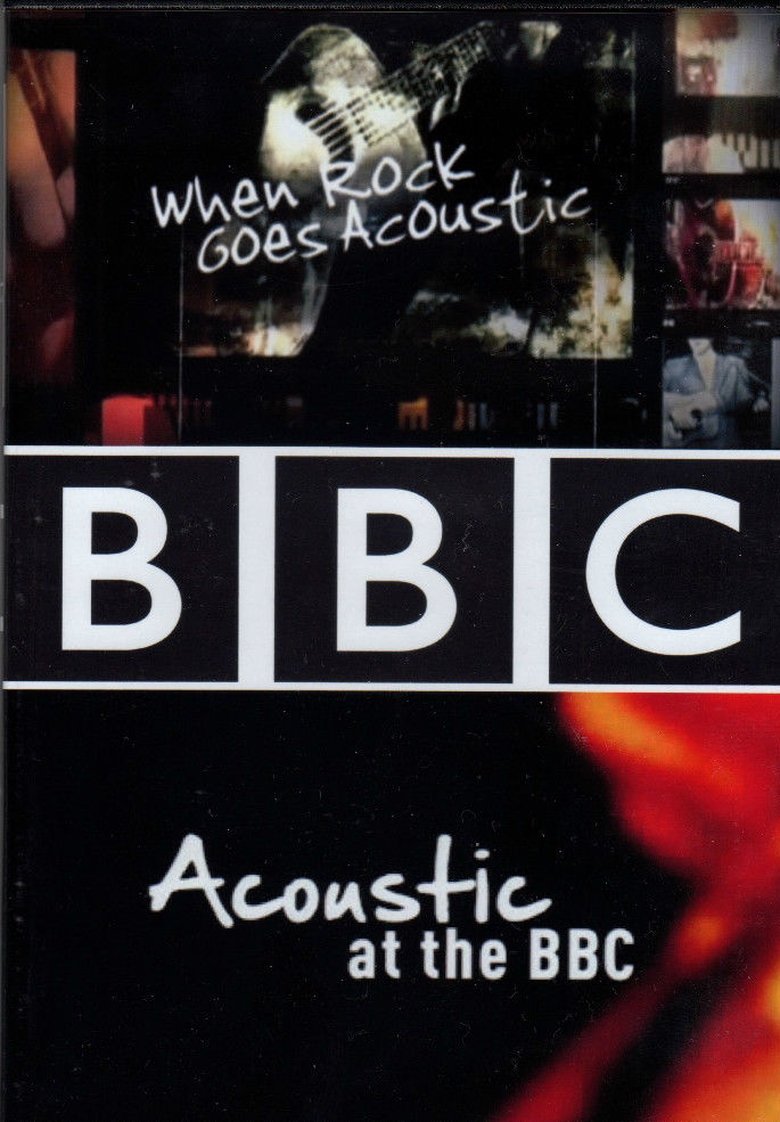 When Rock
Goes Acoustic
BBC
Acoustic
at the BBC